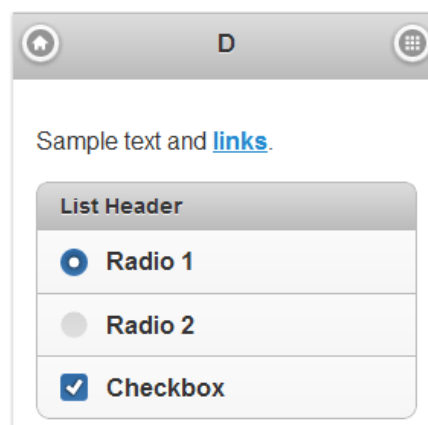 D
Sample text and links.
List Header
Radio 1
Radio 2
Checkbox